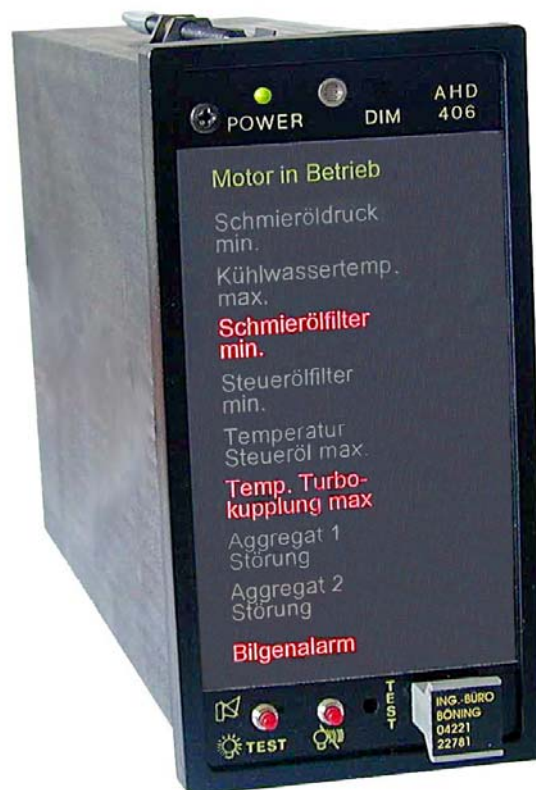 POWER
DIM
AHD
406
Motor in Betrieb
Schmieröldruck
min.
Kühlwassertemp.
max.
Schmierölfilter
min.
Steuerölfilter
min.
Temperatur
Steueröl max.
Temp. Turbo-
kupplung max
Aggregat 1
Störung
Aggregat 2
Störung
Bilgenalarm
TEST
TEST
ING.-BÜRO
BÖNING
04221
22781